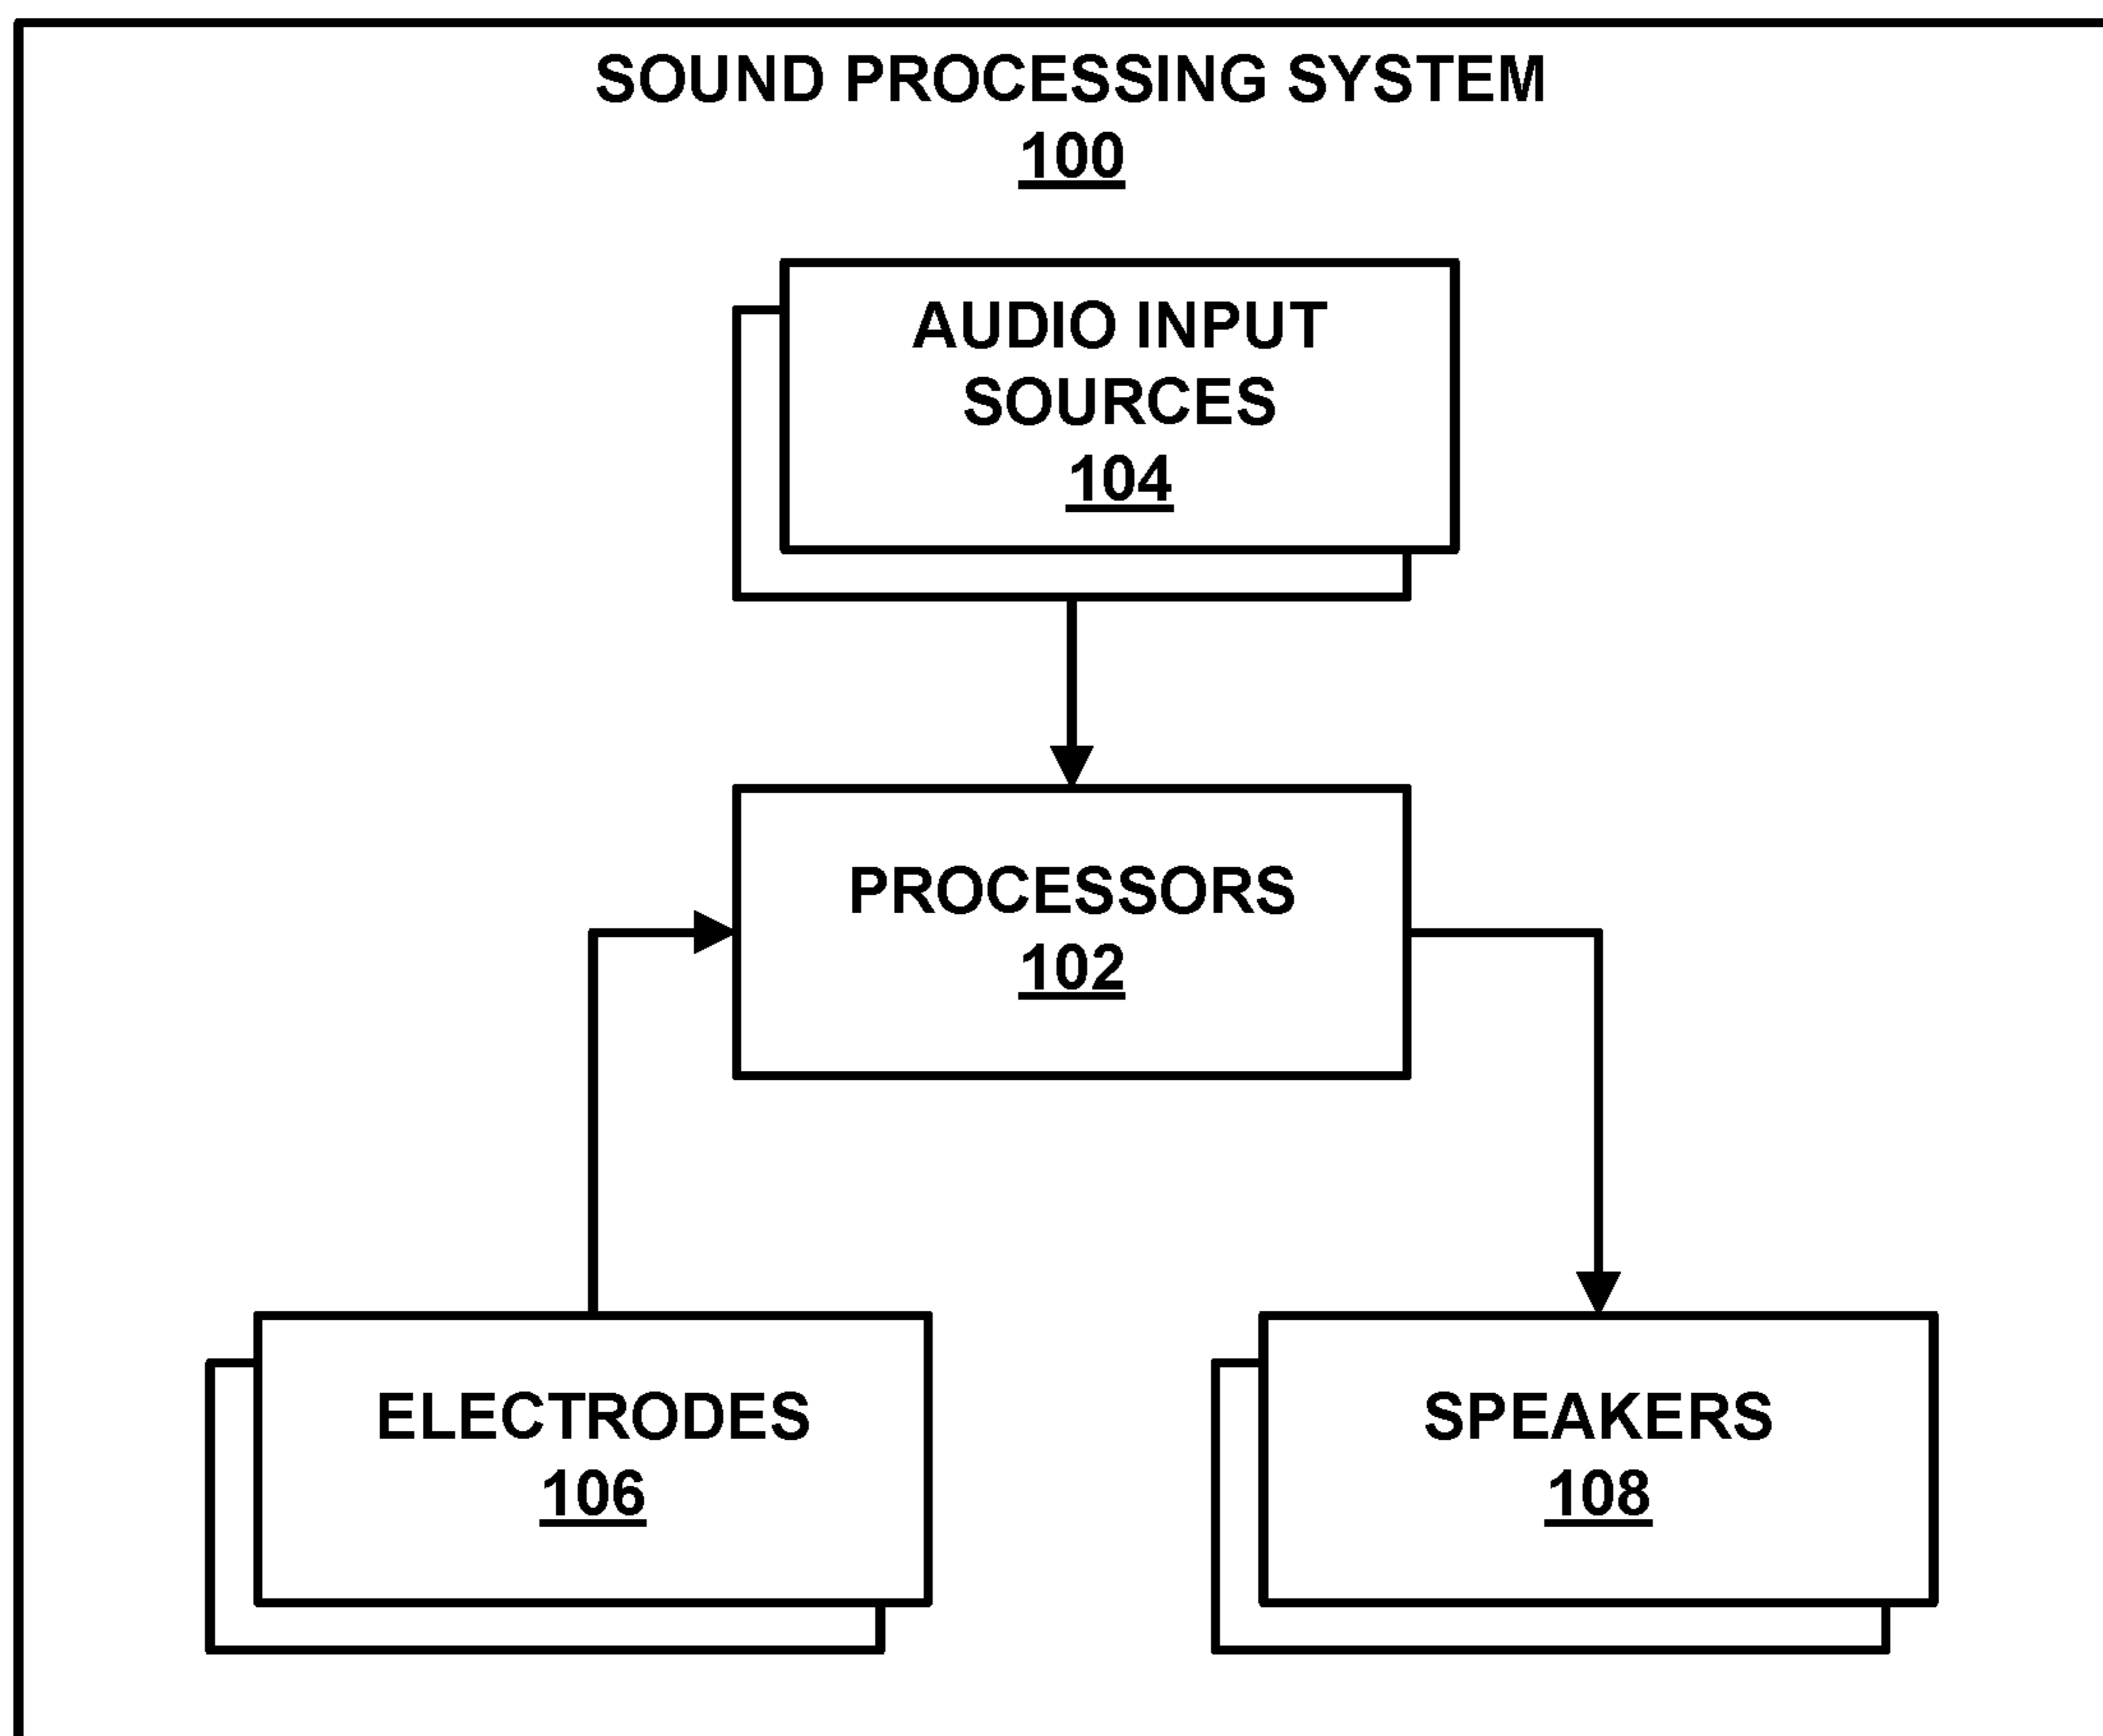 SOUND PROCESSING SYSTEM
100
AUDIO INPUT
SOURCES
104
PROCESSORS
102
ELECTRODES
106
SPEAKERS
108